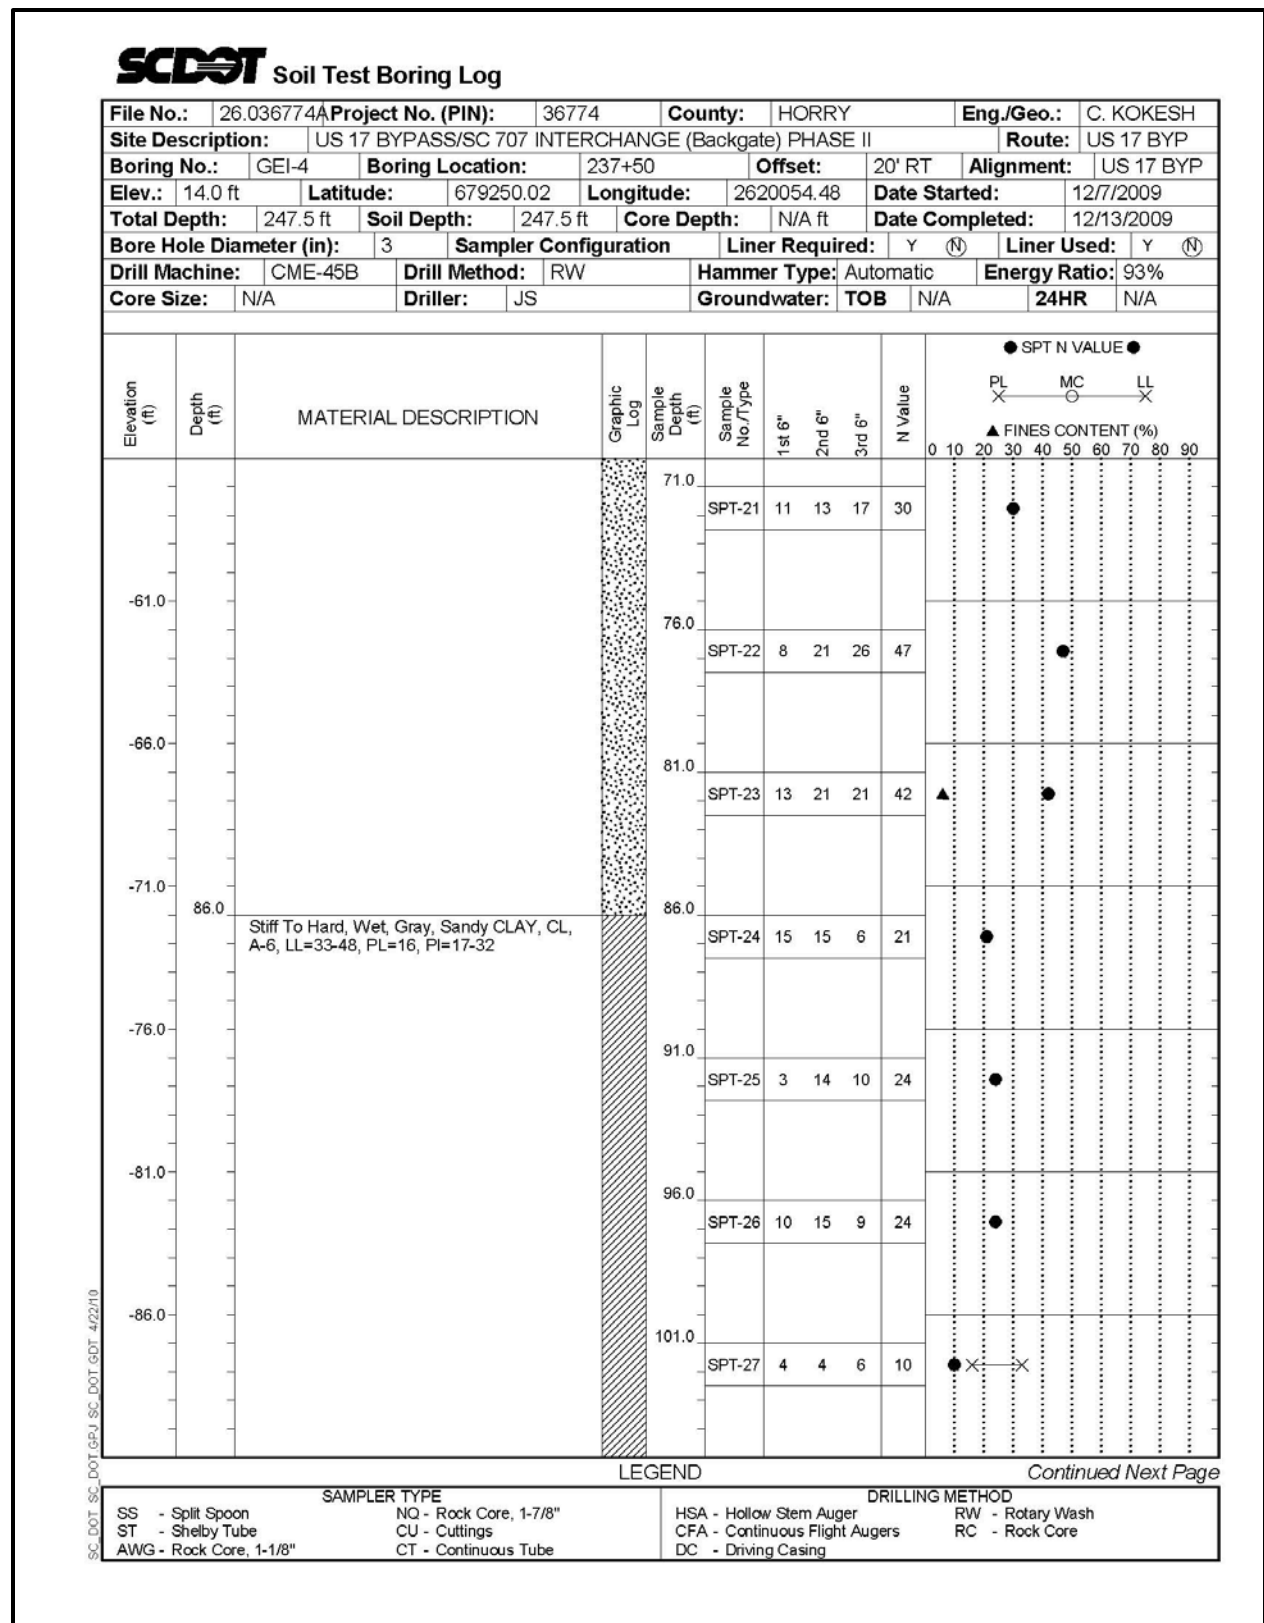 SCDOT Soil Test Boring Log
File No.: 26.036774A Project No. (PIN): 36774 County: HORRY Eng./Geo.: C. KOKESH
Site Description: US 17 BYPASS/SC 707 INTERCHANGE (Backgate) PHASE II Route: US 17 BYP
Boring No.: GEI-4 Boring Location: 237+50 Offset: 20' RT Alignment: US 17 BYP
Elev.: 14.0 ft Latitude: 679250.02 Longitude: 2620054.48 Date Started: 12/7/2009
Total Depth: 247.5 ft Soil Depth: 247.5 ft Core Depth: N/A ft Date Completed: 12/13/2009
Bore Hole Diameter (in): 3 Sampler Configuration Liner Required: Y N Liner Used: Y N
Drill Machine: CME-45B Drill Method: RW Hammer Type: Automatic Energy Ratio: 93%
Core Size: N/A Driller: JS Groundwater: TOB N/A 24HR N/A
Elevation (ft)
Depth (ft)
MATERIAL DESCRIPTION
Graphic Log
Sample Depth (ft)
Sample No./Type
1st 6"
2nd 6"
3rd 6"
N Value
● SPT N VALUE ●
PL MC LL
▲ FINES CONTENT (%)
0 10 20 30 40 50 60 70 80 90
71.0
SPT-21 11 13 17 30
-61.0
76.0
SPT-22 8 21 26 47
-66.0
81.0
SPT-23 13 21 21 42
-71.0
86.0 86.0
Stiff To Hard, Wet, Gray, Sandy CLAY, CL,
A-6, LL=33-48, PL=16, PI=17-32
SPT-24 15 15 6 21
-76.0
91.0
SPT-25 3 14 10 24
-81.0
96.0
SPT-26 10 15 9 24
-86.0
101.0
SPT-27 4 4 6 10
SC_DOT SC_DOT.GPJ SC_DOT.GDT 4/22/10
LEGEND Continued Next Page
SAMPLER TYPE DRILLING METHOD
SS - Split Spoon NQ - Rock Core, 1-7/8" HSA - Hollow Stem Auger RW - Rotary Wash
ST - Shelby Tube CU - Cuttings CFA - Continuous Flight Augers RC - Rock Core
AWG - Rock Core, 1-1/8" CT - Continuous Tube DC - Driving Casing